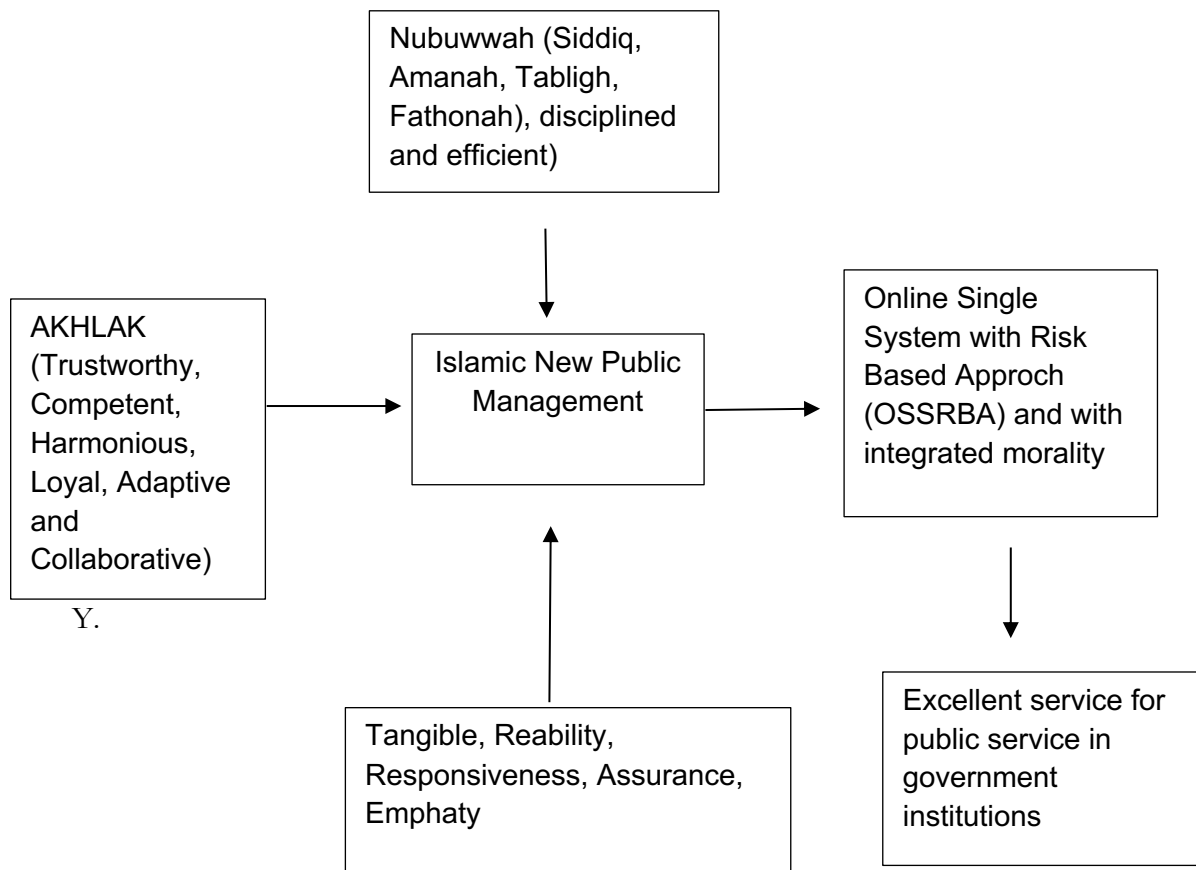 Nubuwwah (Siddiq,
Amanah, Tabligh,
Fathonah), disciplined
and efficient)
AKHLAK
(Trustworthy,
Competent,
Harmonious,
Loyal, Adaptive
and
Collaborative)
Y.
Islamic New Public
Management
Online Single
System with Risk
Based Approch
(OSSRBA) and with
integrated morality
Tangible, Reability,
Responsiveness, Assurance,
Emphaty
Excellent service for
public service in
government
institutions